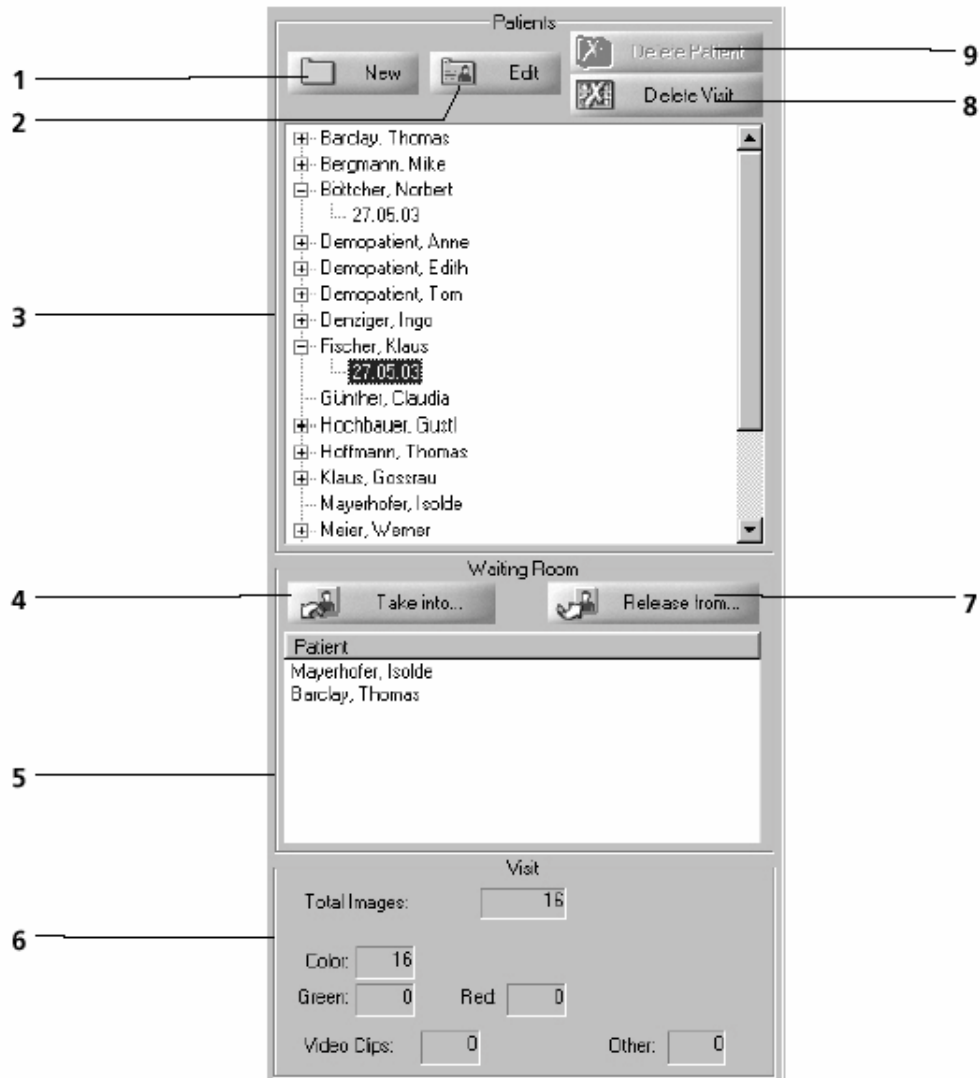 Patients
1 New Edit Delete Patient 9
2 Delete Visit 8
Barclay, Thomas
Bergmann, Mike
Böttcher, Norbert
27.05.03
Demopatient, Anne
Demopatient, Edith
Demopatient, Tom
3 Denziger, Ingo
Fischer, Klaus
27.05.03
Günther, Claudia
Hochbauer, Gustl
Hoffmann, Thomas
Klaus, Gossrau
Mayerhofer, Isolde
Meier, Werner
Waiting Room
4 Take into... Release from... 7
Patient
Mayerhofer, Isolde
Barclay, Thomas
5
Visit
Total Images: 16
6
Color: 16
Green: 0 Red: 0
Video Clips: 0 Other: 0